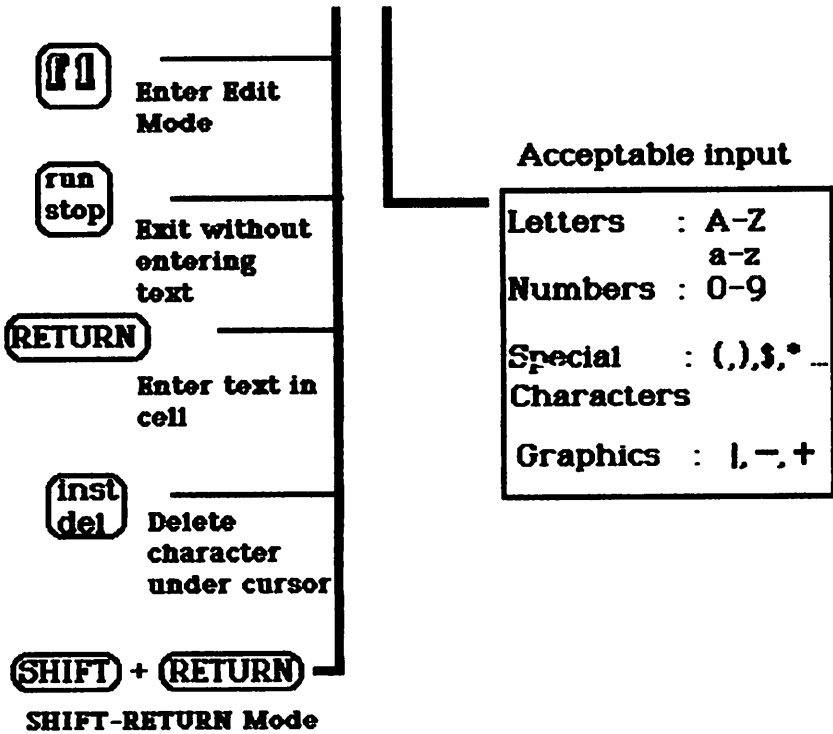 f1
Enter Edit
Mode
run
stop
Exit without
entering
text
RETURN
Enter text in
cell
inst
del
Delete
character
under cursor
SHIFT + RETURN
SHIFT-RETURN Mode
Acceptable input
Letters : A-Z
a-z
Numbers : 0-9
Special : (,),$,* ...
Characters
Graphics : |,—,+